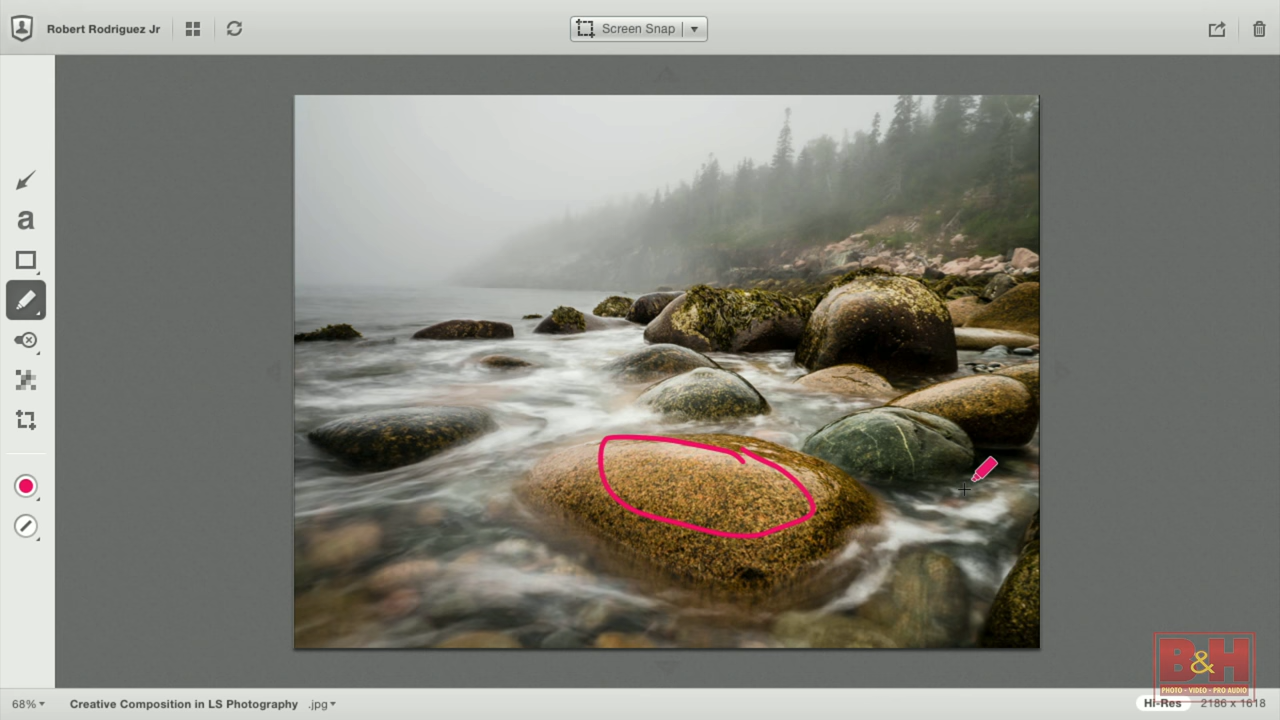 Robert Rodriguez Jr
Screen Snap
a
B&H
PHOTO - VIDEO - PRO AUDIO
68%
Creative Composition in LS Photography .jpg
Hi-Res
2186 x 1618